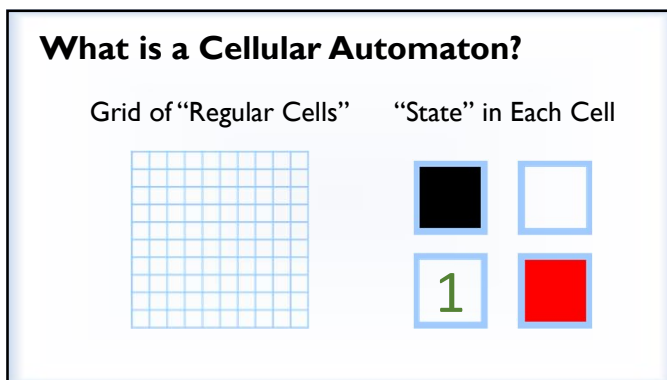 What is a Cellular Automaton?
Grid of “Regular Cells”
“State” in Each Cell
1